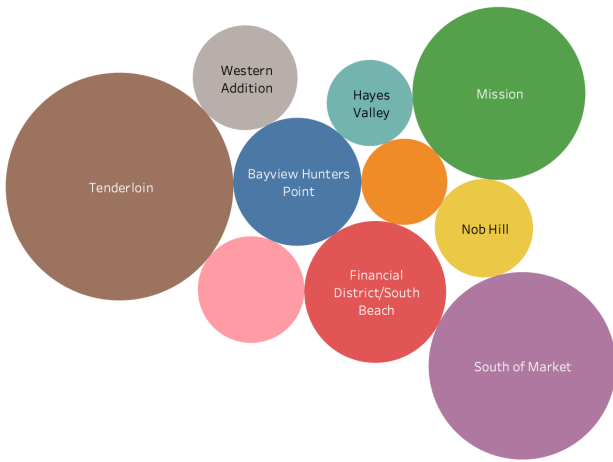 Western
Addition
Hayes
Valley
Mission
Tenderloin
Bayview Hunters
Point
Nob Hill
Financial
District/South
Beach
South of Market